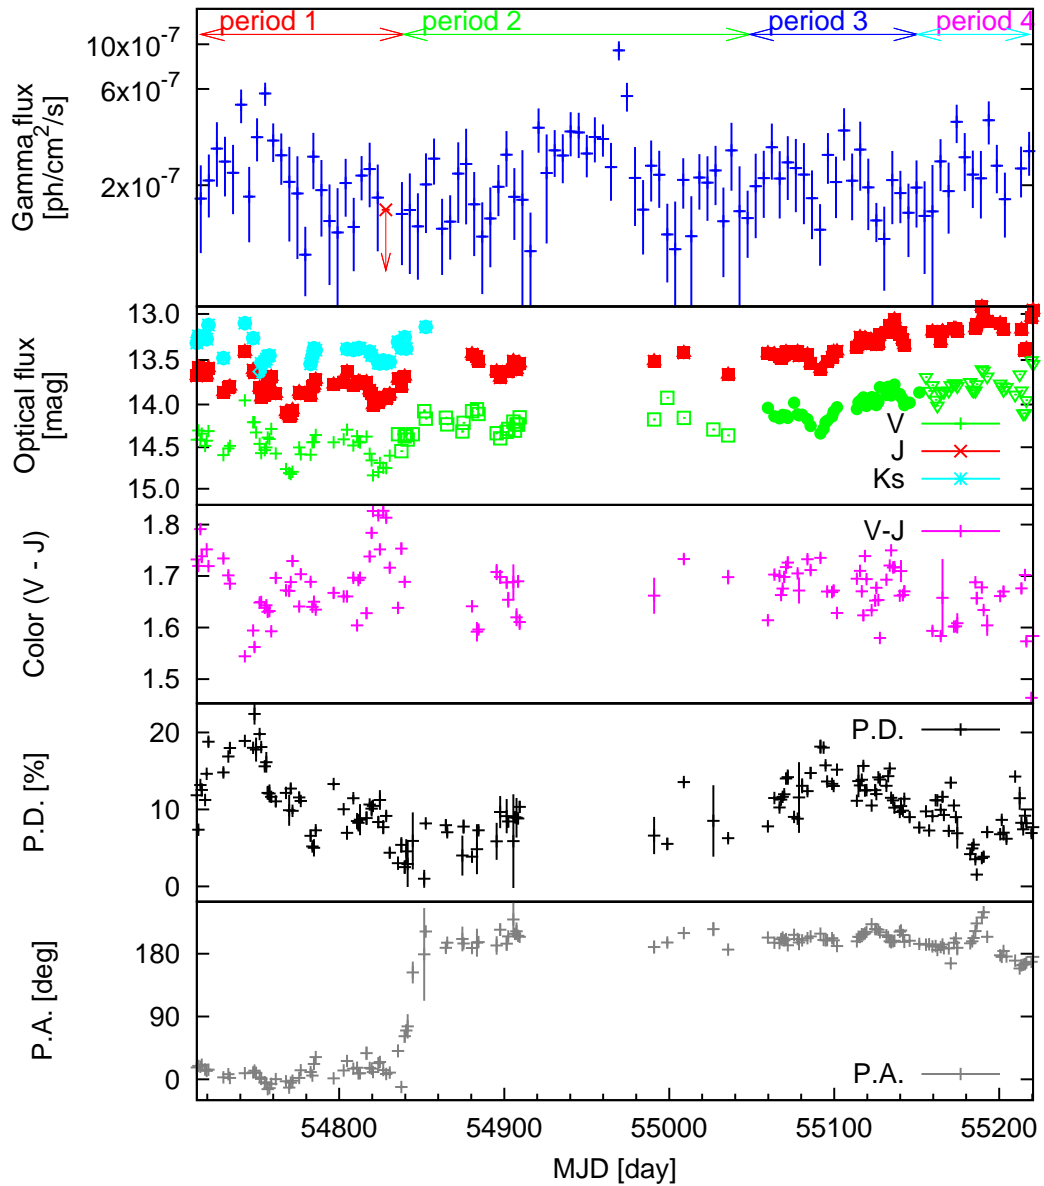 period 1 period 2 period 3 period 4
Gamma flux
[ph/cm^2/s]
10x10-7
6x10-7
2x10-7
Optical flux
[mag]
13.0
13.5
14.0
14.5
15.0
V
J
Ks
Color (V - J)
1.8
1.7
1.6
1.5
V-J
P.D. [%]
20
10
0
P.D.
P.A. [deg]
180
90
0
P.A.
54800 54900 55000 55100 55200
MJD [day]